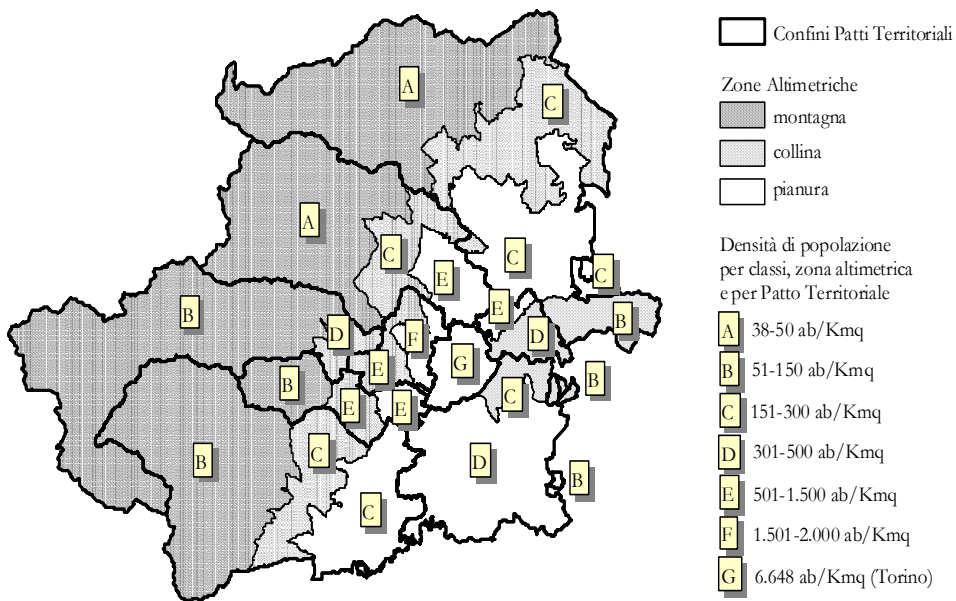 Confini Patti Territoriali
Zone Altimetriche
montagna
collina
pianura
Densità di popolazione
per classi, zona altimetrica
e per Patto Territoriale
A 38-50 ab/Kmq
B 51-150 ab/Kmq
C 151-300 ab/Kmq
D 301-500 ab/Kmq
E 501-1.500 ab/Kmq
F 1.501-2.000 ab/Kmq
G 6.648 ab/Kmq (Torino)
A
C
A
C
C
E
C
B
E
B
D
D
F
E
G
B
B
C
E
E
C
B
D
B
C